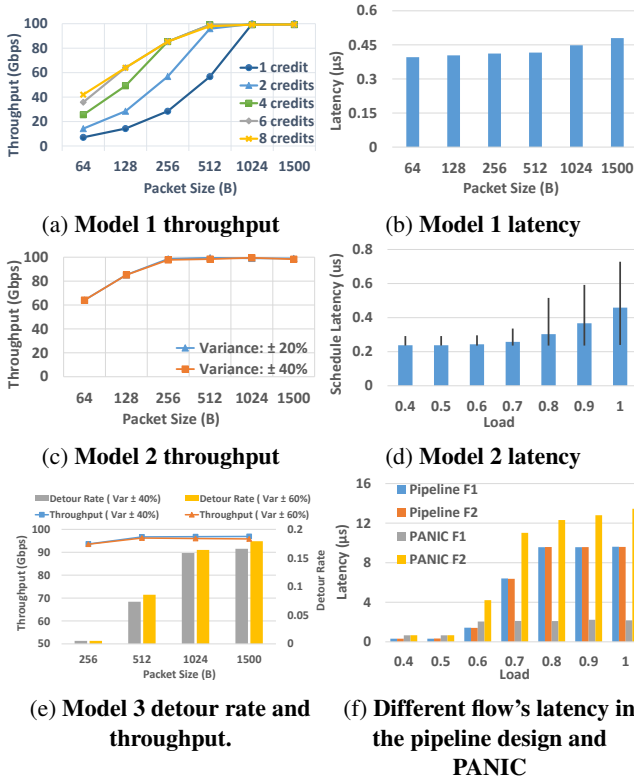 Throughput (Gbps)
100
80
60
40
20
0
1 credit
2 credits
4 credits
6 credits
8 credits
64 128 256 512 1024 1500
Packet Size (B)
(a) Model 1 throughput
Latency (µs)
0.6
0.45
0.3
0.15
0
64 128 256 512 1024 1500
Packet Size (B)
(b) Model 1 latency
Throughput (Gbps)
100
80
60
40
20
0
Variance: ± 20%
Variance: ± 40%
64 128 256 512 1024 1500
Packet Size (B)
(c) Model 2 throughput
Schedule Latency (µs)
0.8
0.6
0.4
0.2
0
0.4 0.5 0.6 0.7 0.8 0.9 1
Load
(d) Model 2 latency
Detour Rate ( Var ± 40%) Detour Rate ( Var ± 60%)
Throughput ( Var ± 40%) Throughput ( Var ± 60%)
Throughput (Gbps)
100
90
80
70
60
50
0.2
0.15
0.1
0.05
0
Detour Rate
256 512 1024 1500
Packet Size (B)
(e) Model 3 detour rate and
throughput.
Latency (µs)
16
12
8
4
0
Pipeline F1
Pipeline F2
PANIC F1
PANIC F2
0.4 0.5 0.6 0.7 0.8 0.9 1
Load
(f) Different flow's latency in
the pipeline design and
PANIC